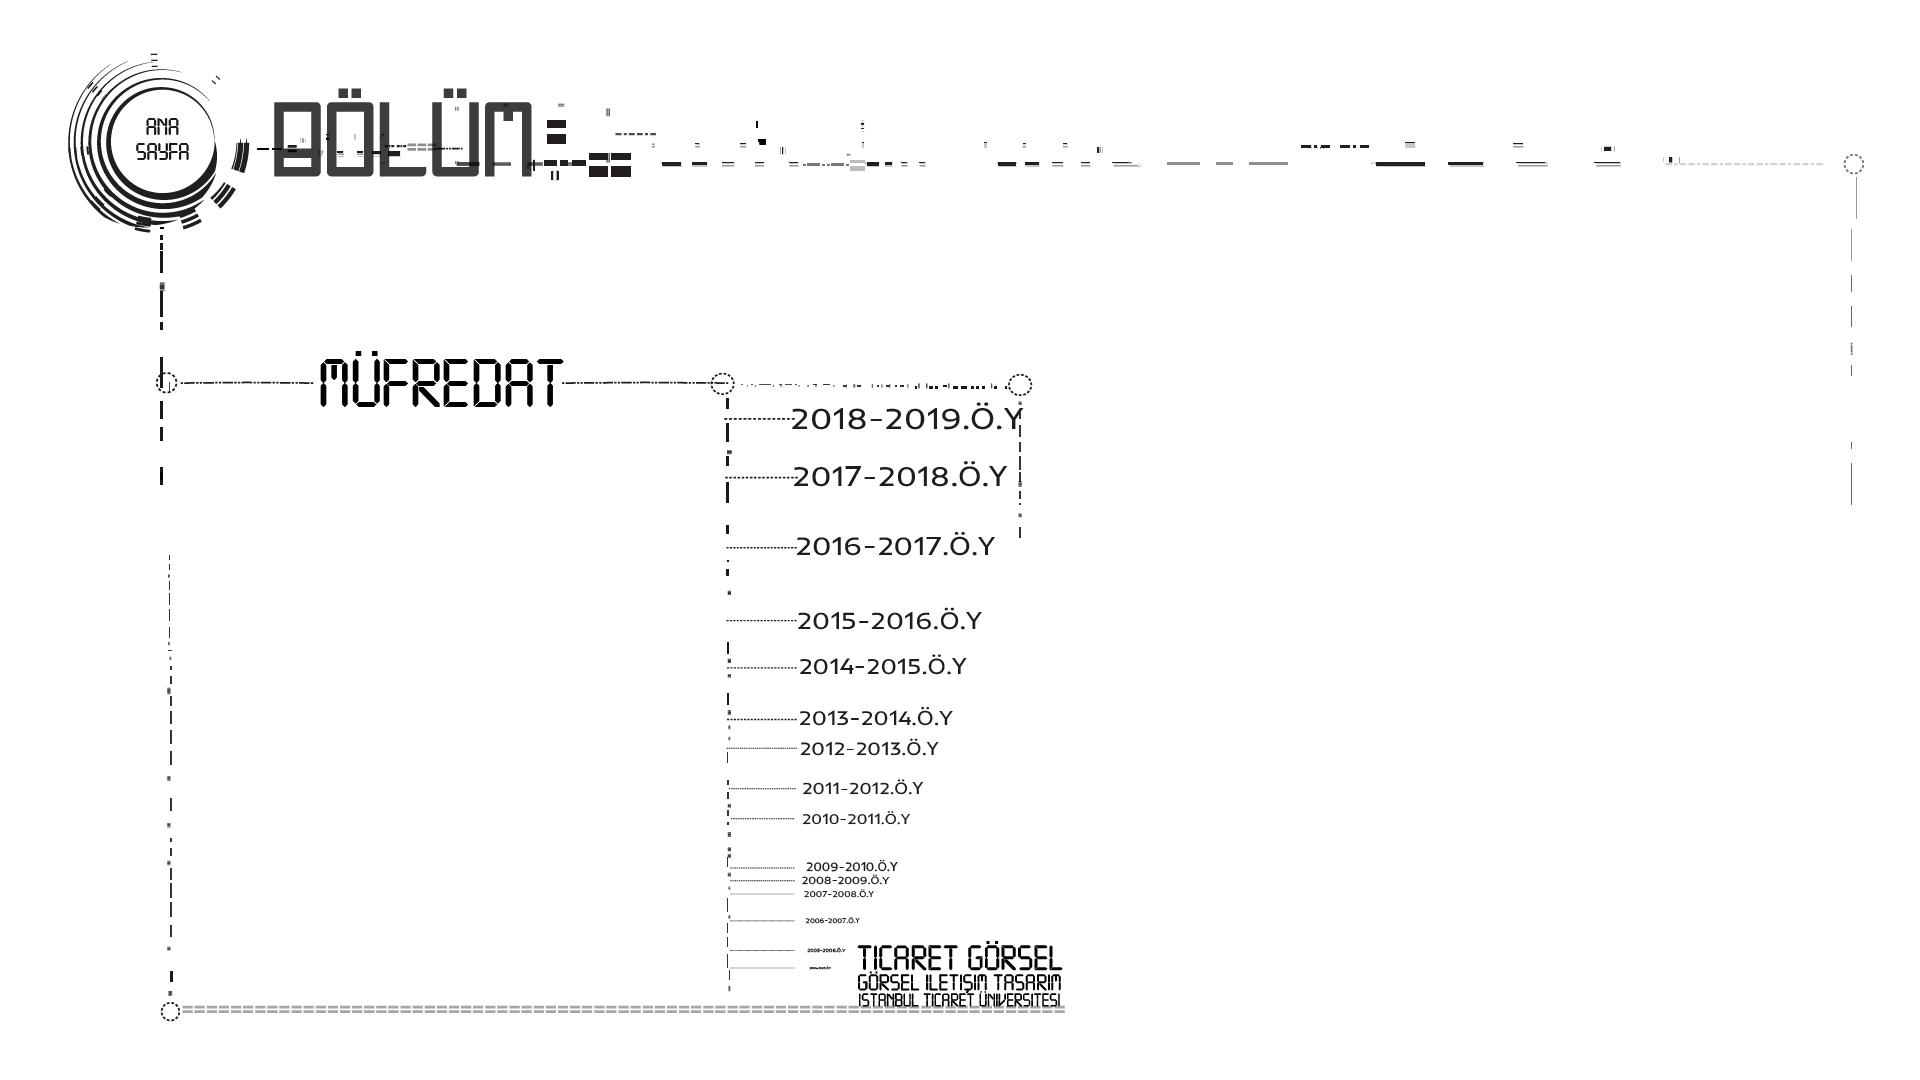 ANA
SAYFA
BÖLÜM:
MÜFREDAT
2018-2019.Ö.Y
2017-2018.Ö.Y
2016-2017.Ö.Y
2015-2016.Ö.Y
2014-2015.Ö.Y
2013-2014.Ö.Y
2012-2013.Ö.Y
2011-2012.Ö.Y
2010-2011.Ö.Y
2009-2010.Ö.Y
2008-2009.Ö.Y
2007-2008.Ö.Y
2006-2007.Ö.Y
2005-2006.Ö.Y
TICARET GÖRSEL
GÖRSEL ILETIŞIM TASARIM
ISTANBUL TICARET ÜNIVERSITESI